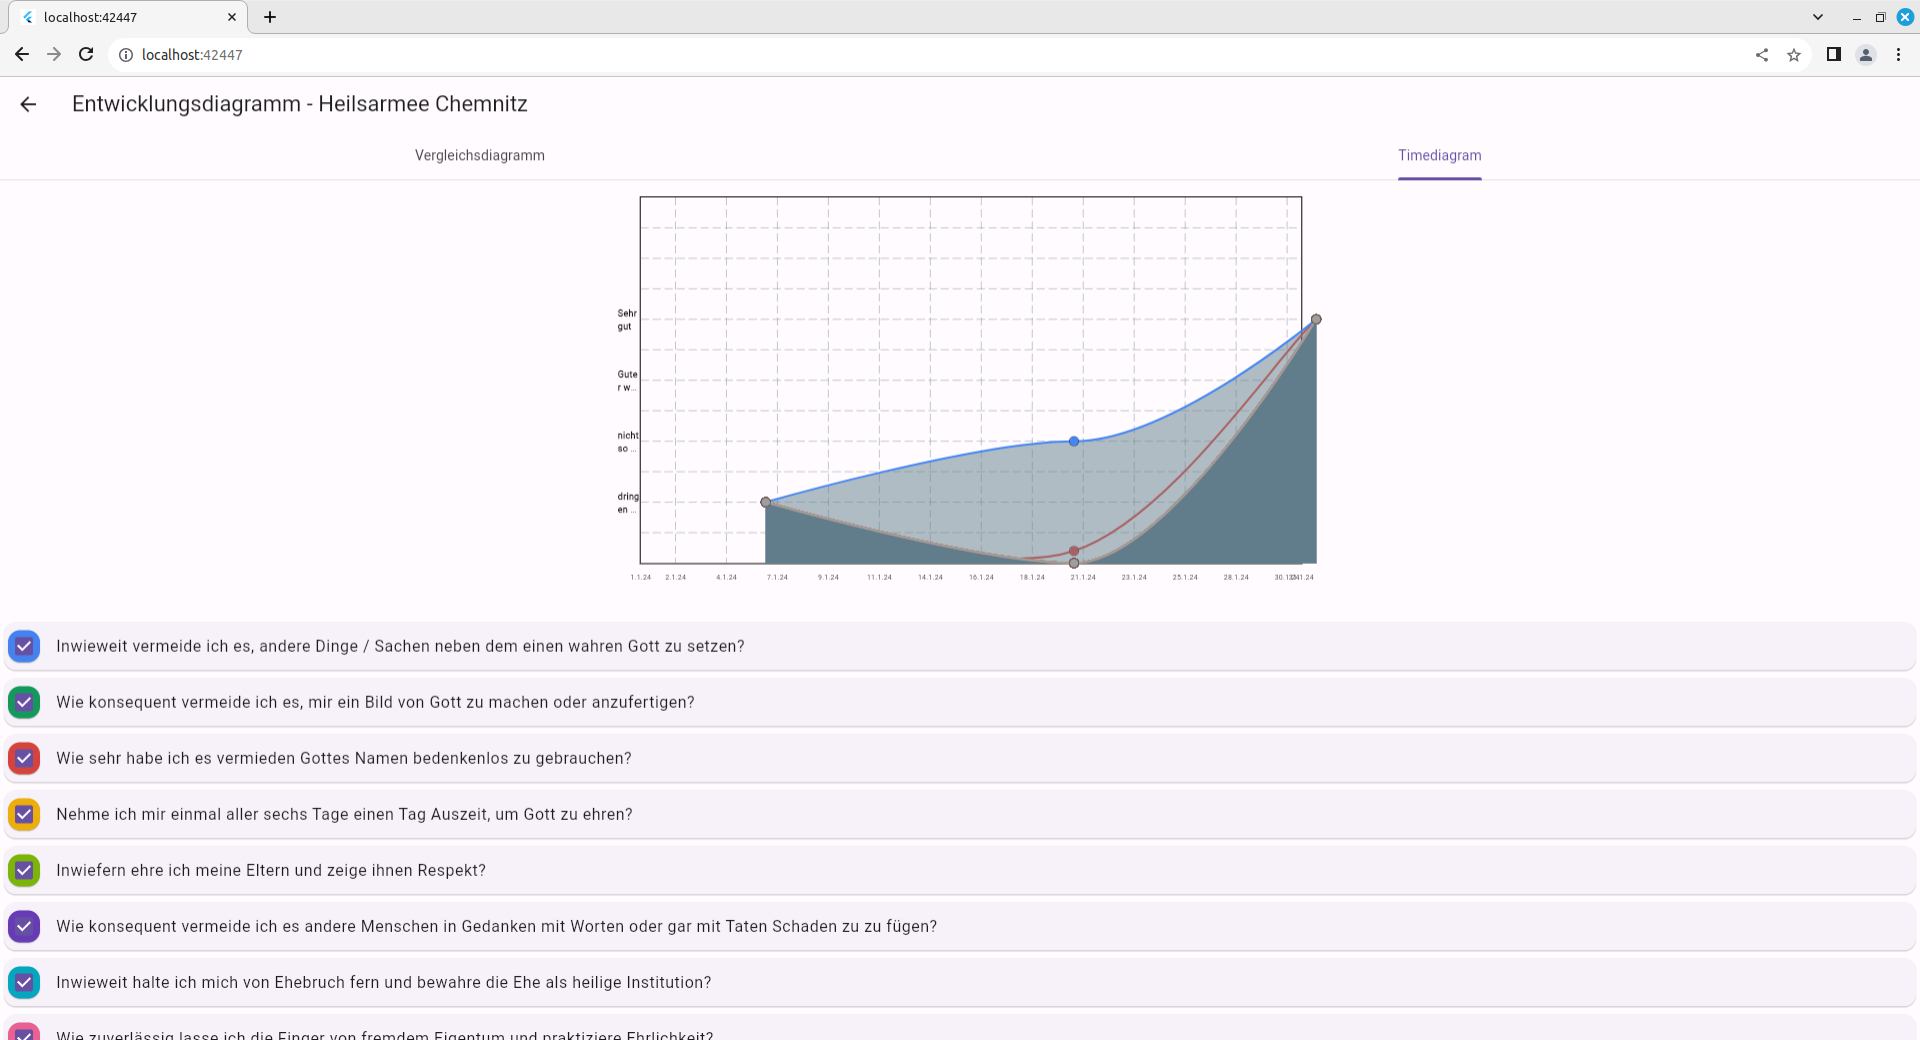 localhost:42447
localhost:42447
Entwicklungsdiagramm - Heilsarmee Chemnitz
Vergleichsdiagramm
Timediagram
Sehr
gut
Gute
r w...
nicht
so ...
dring
en ...
1.1.24 2.1.24 4.1.24 7.1.24 9.1.24 11.1.24 14.1.24 16.1.24 18.1.24 21.1.24 23.1.24 25.1.24 28.1.24
Inwieweit vermeide ich es, andere Dinge / Sachen neben dem einen wahren Gott zu setzen?
Wie konsequent vermeide ich es, mir ein Bild von Gott zu machen oder anzufertigen?
Wie sehr habe ich es vermieden Gottes Namen bedenkenlos zu gebrauchen?
Nehme ich mir einmal aller sechs Tage einen Tag Auszeit, um Gott zu ehren?
Inwiefern ehre ich meine Eltern und zeige ihnen Respekt?
Wie konsequent vermeide ich es andere Menschen in Gedanken mit Worten oder gar mit Taten Schaden zu zu fügen?
Inwieweit halte ich mich von Ehebruch fern und bewahre die Ehe als heilige Institution?
Wie zuverlässig lasse ich die Finger von fremdem Eigentum und praktiziere Ehrlichkeit?